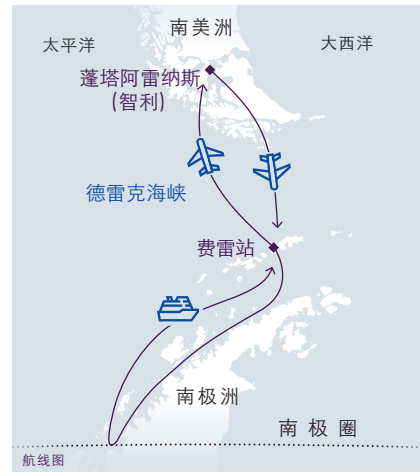 南美洲
太平洋
大西洋
蓬塔阿雷纳斯
(智利)
德雷克海峡
费雷站
南极洲
南极圈
航线图